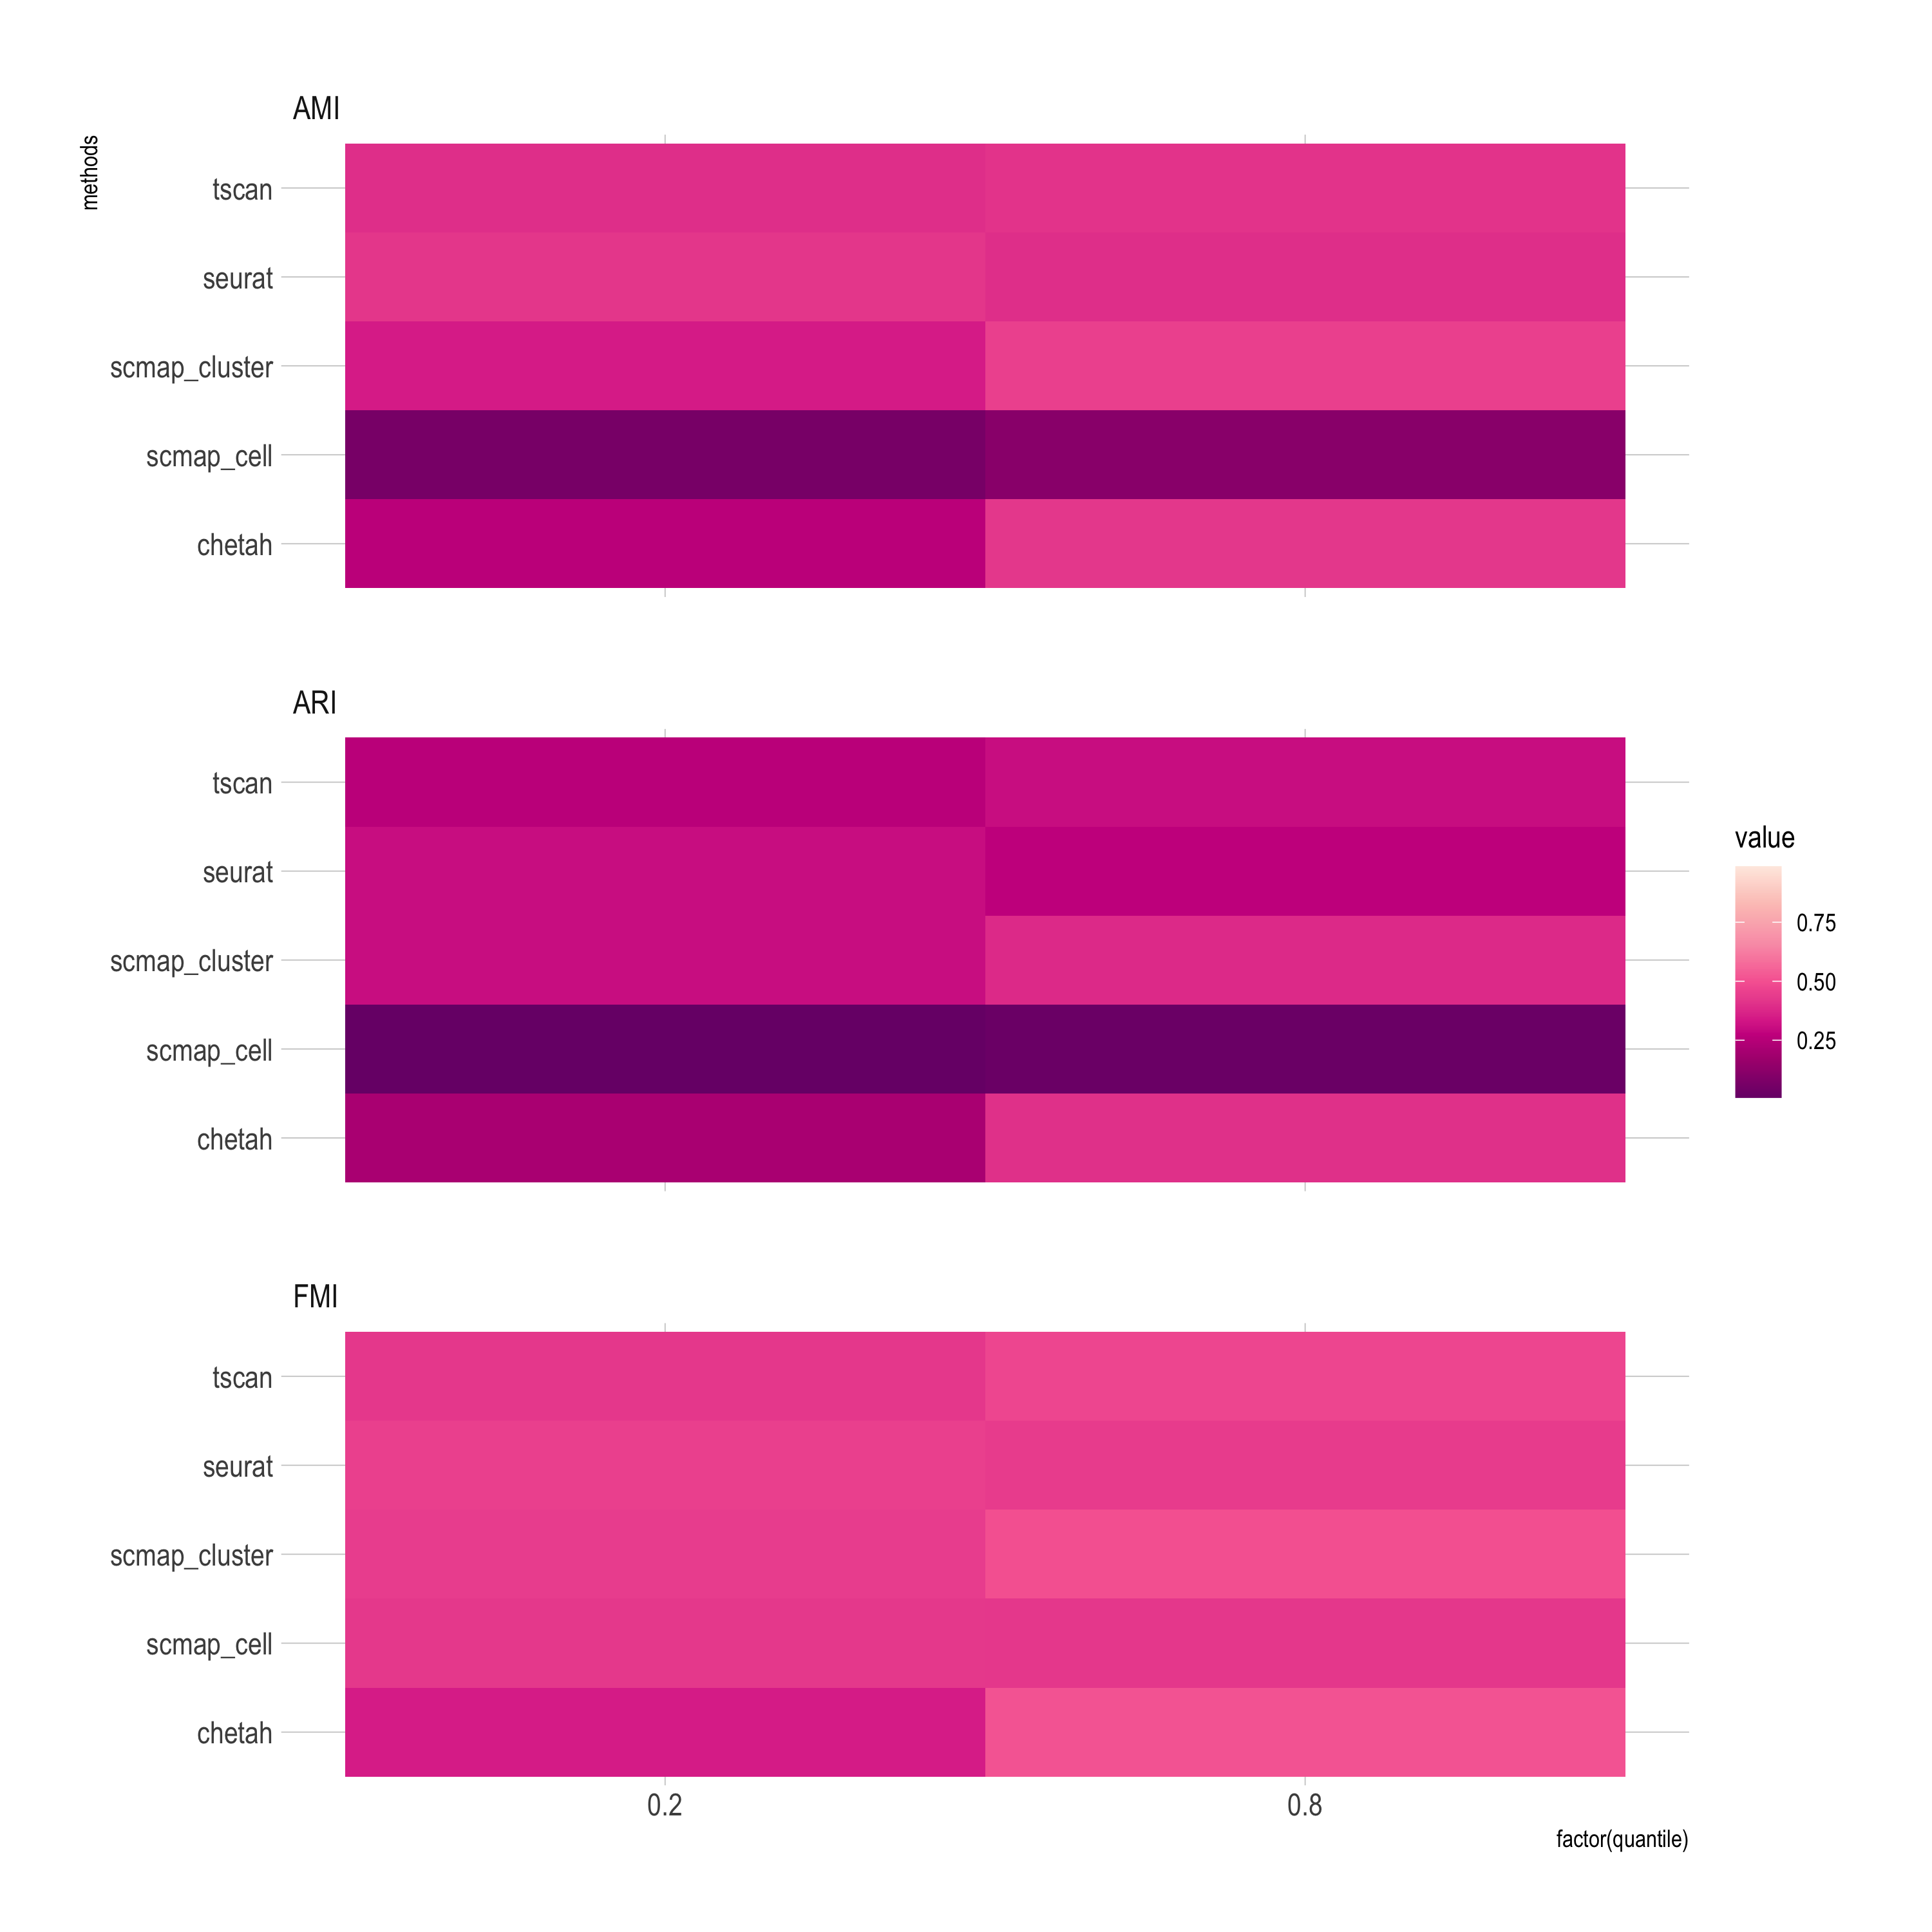 AMI
methods
tscan
seurat
scmap_cluster
scmap_cell
chetah
ARI
tscan
seurat
scmap_cluster
scmap_cell
chetah
value
0.75
0.50
0.25
FMI
tscan
seurat
scmap_cluster
scmap_cell
chetah
0.2
0.8
factor(quantile)